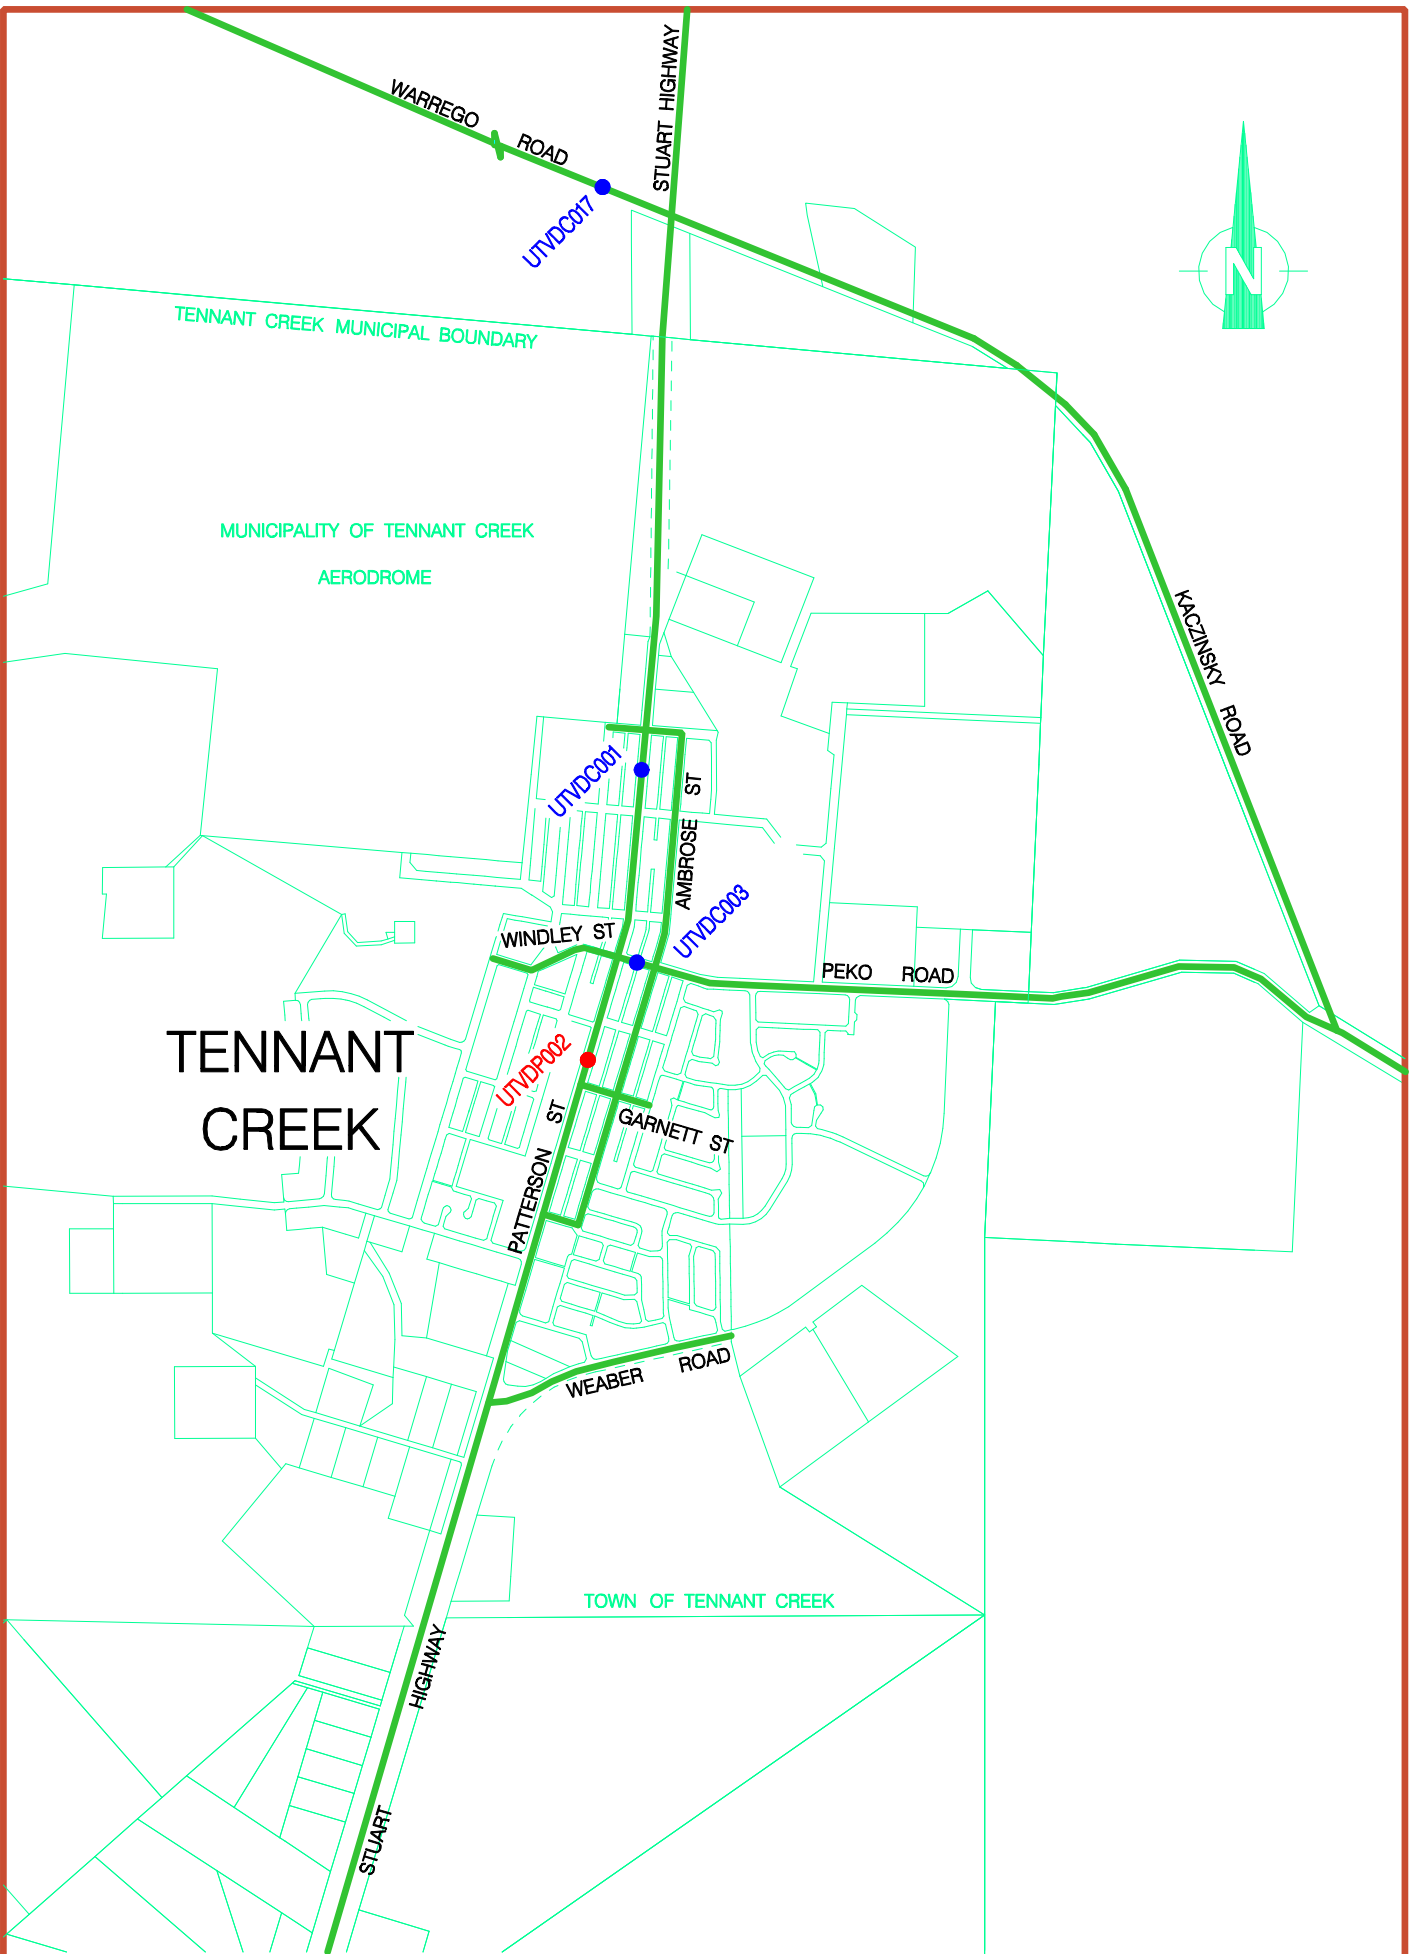 WARREGO ROAD
STUART HIGHWAY
UTVDC017
N
TENNANT CREEK MUNICIPAL BOUNDARY
MUNICIPALITY OF TENNANT CREEK
AERODROME
KACZINSKY ROAD
UTVDC001
AMBROSE ST
UTVDC003
WINDLEY ST
PEKO ROAD
TENNANT
CREEK
UTVDP002
GARNETT ST
PATTERSON ST
WEABER ROAD
TOWN OF TENNANT CREEK
STUART HIGHWAY